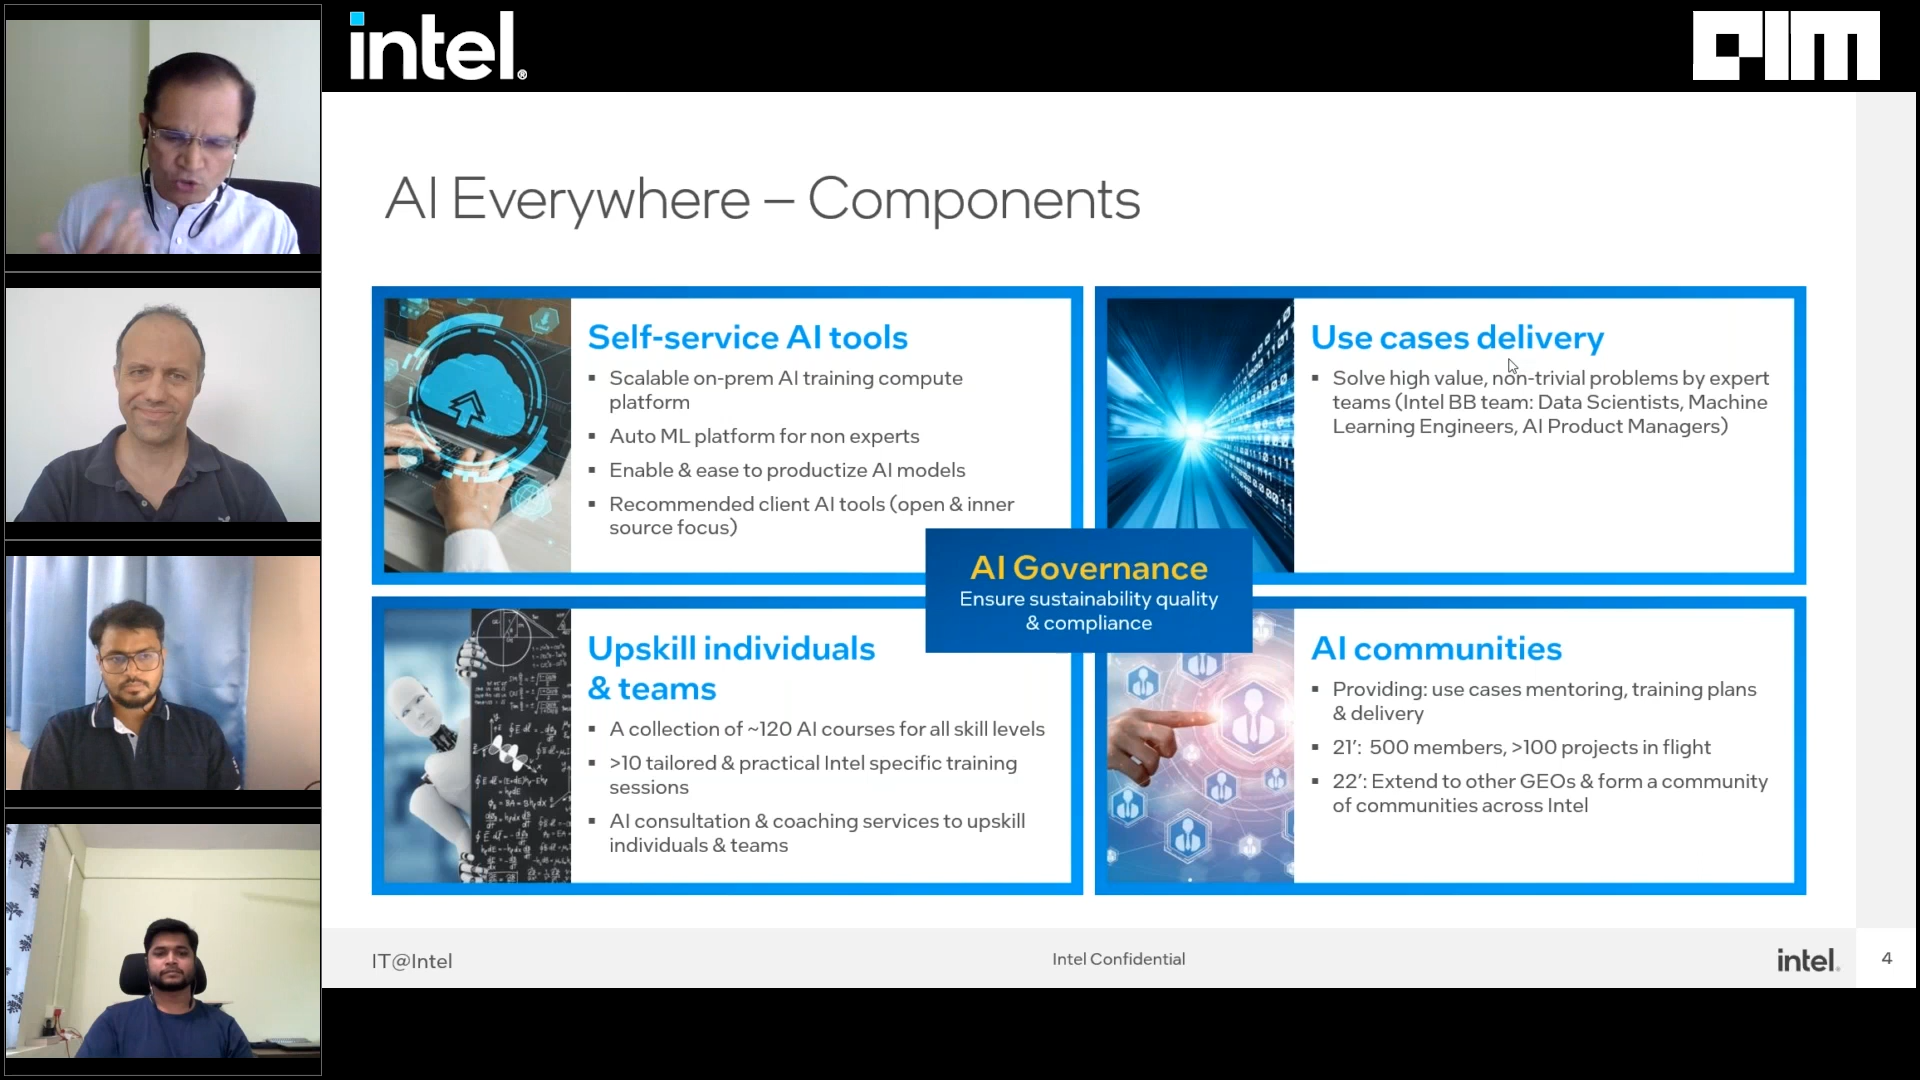 intel.
AIM
AI Everywhere – Components
Self-service AI tools
▪ Scalable on-prem AI training compute
platform
▪ Auto ML platform for non experts
▪ Enable & ease to productize AI models
▪ Recommended client AI tools (open & inner
source focus)
Use cases delivery
▪ Solve high value, non-trivial problems by expert
teams (Intel BB team: Data Scientists, Machine
Learning Engineers, AI Product Managers)
AI Governance
Ensure sustainability quality
& compliance
Upskill individuals
& teams
▪ A collection of ~120 AI courses for all skill levels
▪ >10 tailored & practical Intel specific training
sessions
▪ AI consultation & coaching services to upskill
individuals & teams
AI communities
▪ Providing: use cases mentoring, training plans
& delivery
▪ 21’: 500 members, >100 projects in flight
▪ 22’: Extend to other GEOs & form a community
of communities across Intel
IT@Intel
Intel Confidential
intel.
4